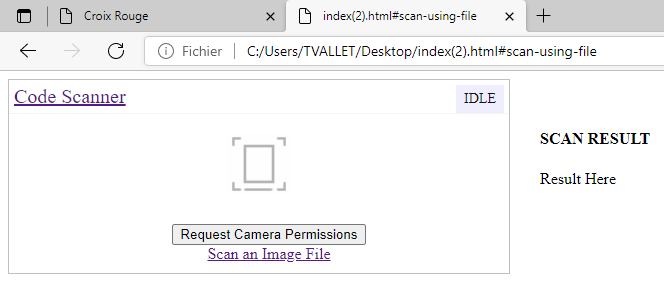 Croix Rouge
index(2).html#scan-using-file
Fichier
C:/Users/TVALLET/Desktop/index(2).html#scan-using-file
Code Scanner
IDLE
SCAN RESULT
Result Here
Request Camera Permissions
Scan an Image File